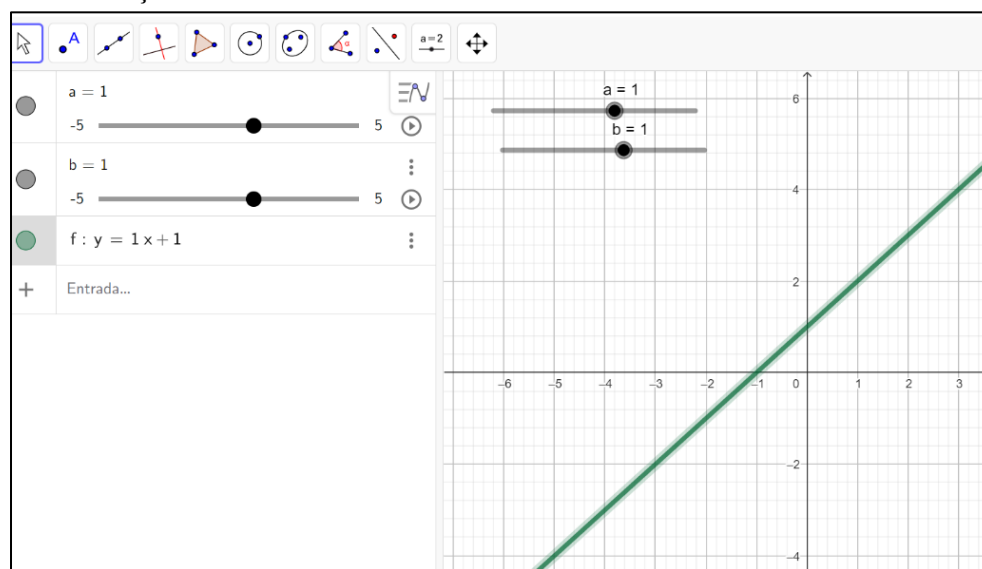 A
a=2
a = 1
-5
5
b = 1
-5
5
f : y = 1 x + 1
+ Entrada...
a = 1
b = 1
6
4
2
-6 -5 -4 -3 -2 -1 0 1 2 3
-2
-4